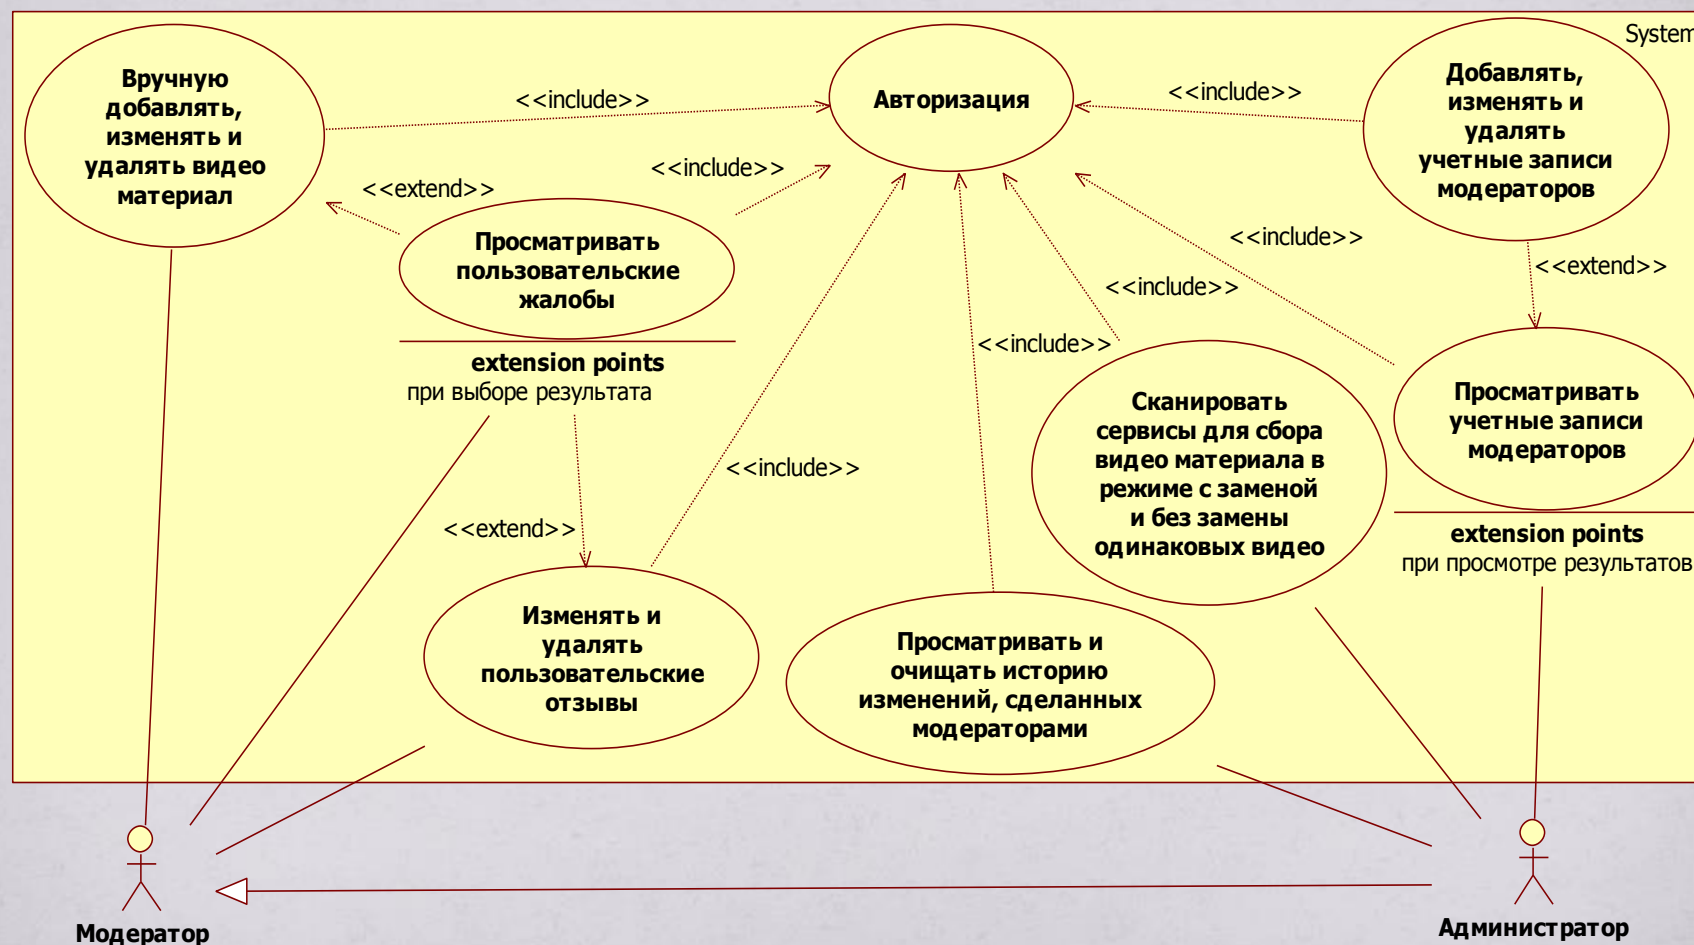 System
Вручную
добавлять,
изменять и
удалять видео
материал
<<include>>
Авторизация
<<include>>
Добавлять,
изменять и
удалять
учетные записи
модераторов
<<extend>>
<<include>>
Просматривать
пользовательские
жалобы
extension points
при выборе результата
<<include>>
<<extend>>
<<include>>
<<include>>
Просматривать
учетные записи
модераторов
extension points
при просмотре результатов
Сканировать
сервисы для сбора
видео материала в
режиме с заменой
и без замены
одинаковых видео
<<include>>
<<extend>>
Изменять и
удалять
пользовательские
отзывы
Просматривать и
очищать историю
изменений, сделанных
модераторами
Модератор
Администратор